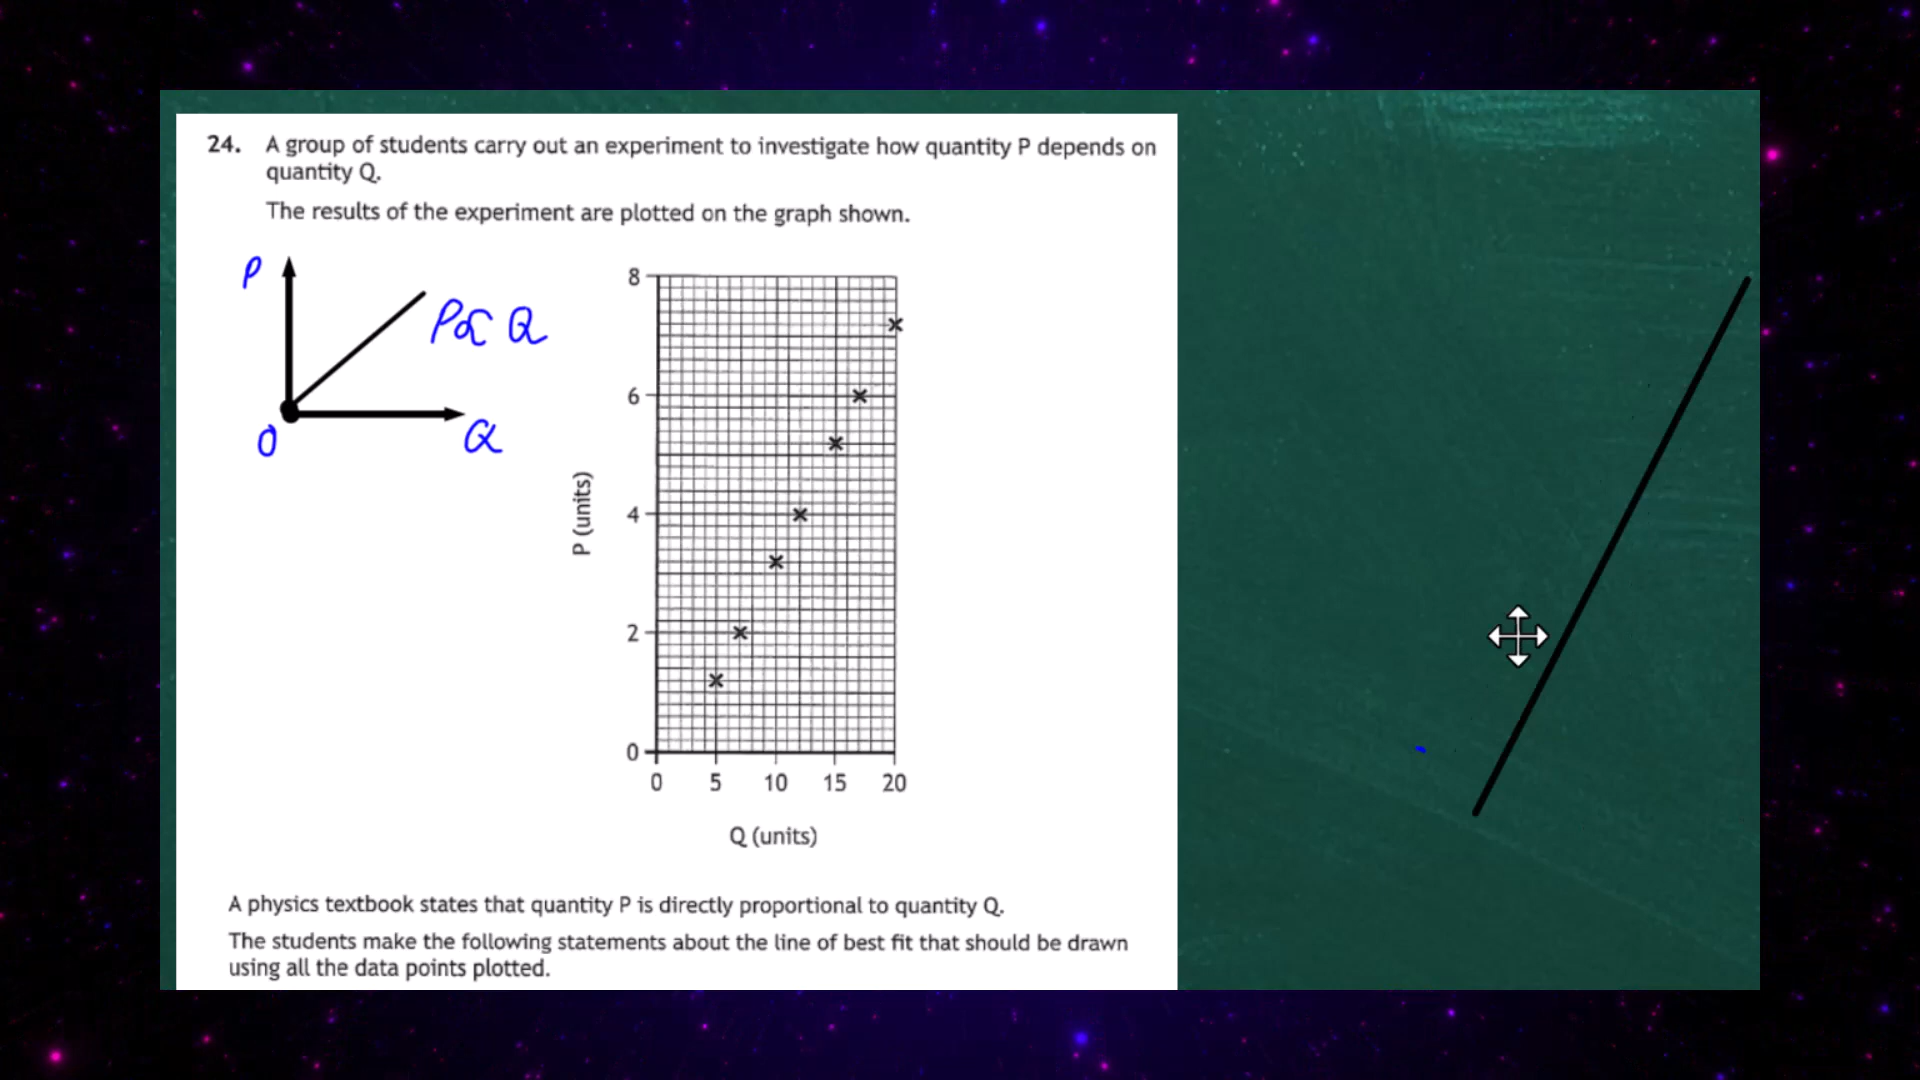 24. A group of students carry out an experiment to investigate how quantity P depends on
quantity Q.
The results of the experiment are plotted on the graph shown.
P
P∝ Q
0
Q
8
6
4
2
0
P (units)
0 5 10 15 20
Q (units)
A physics textbook states that quantity P is directly proportional to quantity Q.
The students make the following statements about the line of best fit that should be drawn
using all the data points plotted.